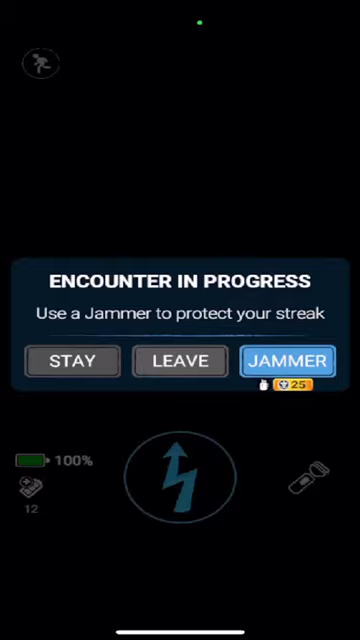 ENCOUNTER IN PROGRESS
Use a Jammer to protect your streak
STAY
LEAVE
JAMMER
25
100%
12